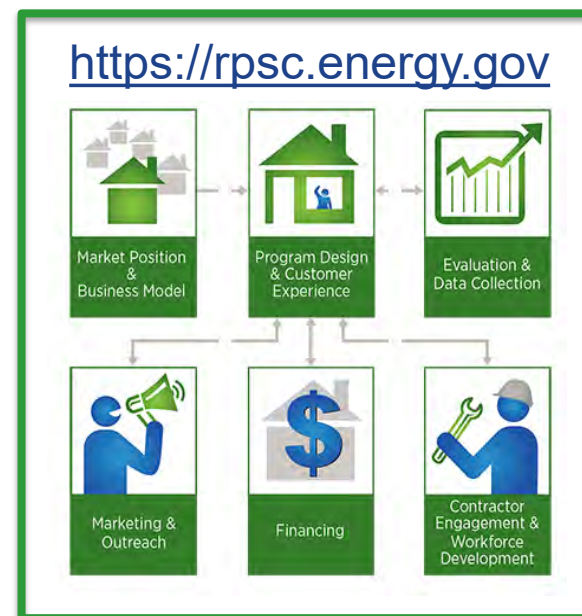 https://rpsc.energy.gov
Market Position
&
Business Model
Program Design
& Customer
Experience
Evaluation &
Data Collection
Marketing &
Outreach
Financing
Contractor
Engagement &
Workforce
Development